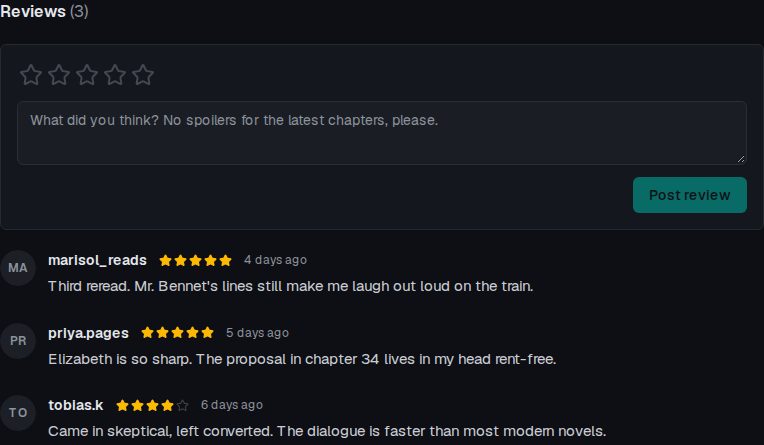 Reviews (3)
What did you think? No spoilers for the latest chapters, please.
Post review
MA
marisol_reads 4 days ago
Third reread. Mr. Bennet's lines still make me laugh out loud on the train.
PR
priya.pages 5 days ago
Elizabeth is so sharp. The proposal in chapter 34 lives in my head rent-free.
TO
tobias.k 6 days ago
Came in skeptical, left converted. The dialogue is faster than most modern novels.